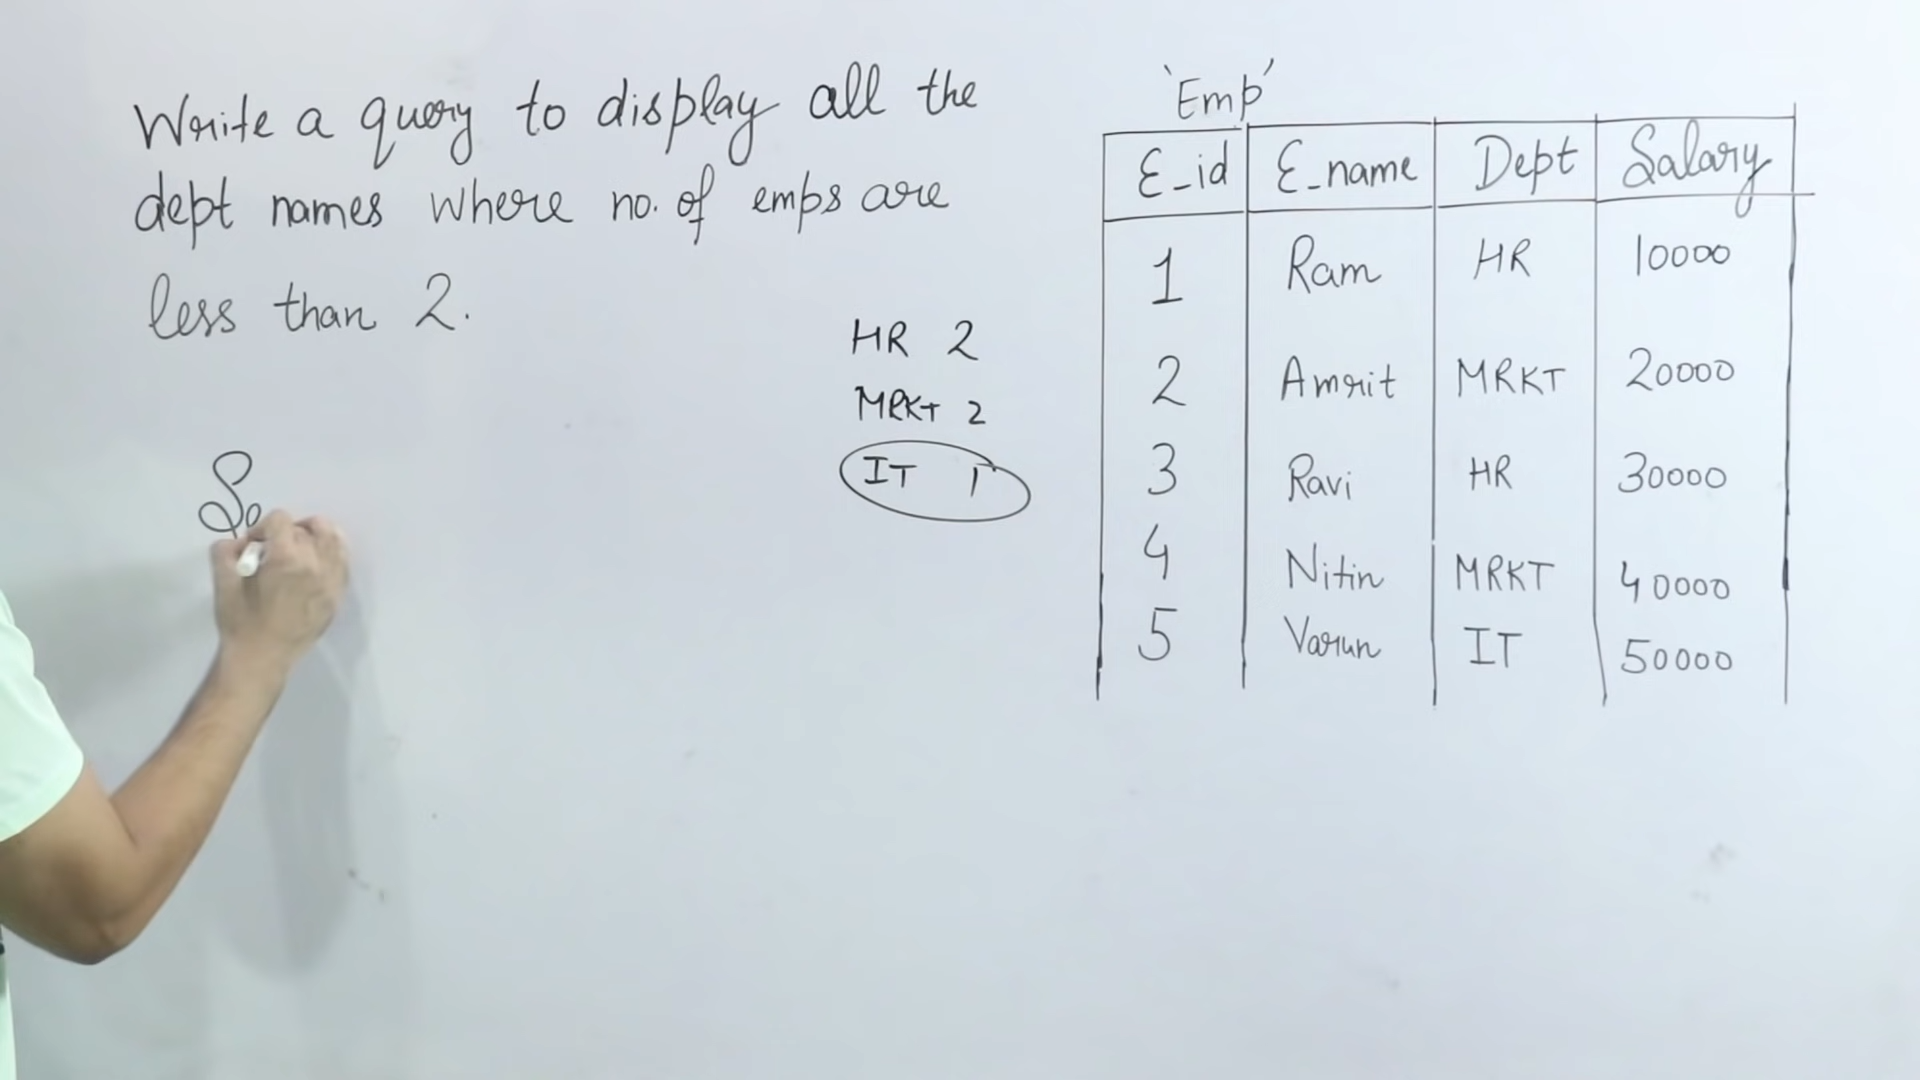 Write a query to display all the
dept names where no. of emps are
less than 2.
HR 2
MRKT 2
IT 1
Se
'Emp'
E_id E_name Dept Salary
1 Ram HR 10000
2 Amrit MRKT 20000
3 Ravi HR 30000
4 Nitin MRKT 40000
5 Varun IT 50000